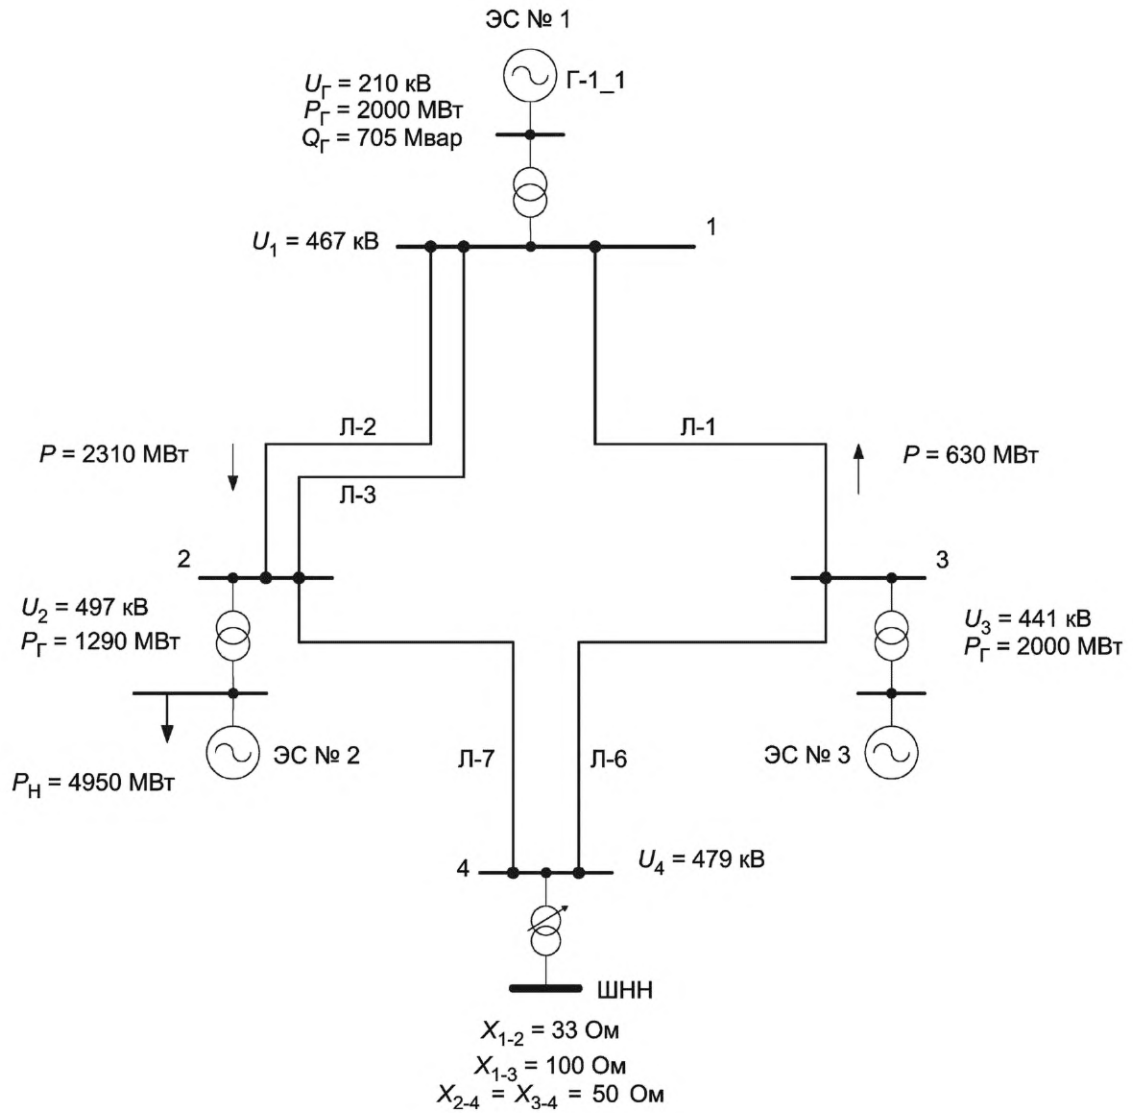 ЭС № 1
U_Г = 210 кВ
P_Г = 2000 МВт
Q_Г = 705 Мвар
Г-1_1
1
U_1 = 467 кВ
Л-2
Л-1
P = 2310 МВт
P = 630 МВт
Л-3
2
3
U_2 = 497 кВ
P_Г = 1290 МВт
U_3 = 441 кВ
P_Г = 2000 МВт
ЭС № 2
Л-7
Л-6
ЭС № 3
P_Н = 4950 МВт
4
U_4 = 479 кВ
ШНН
X_1-2 = 33 Ом
X_1-3 = 100 Ом
X_2-4 = X_3-4 = 50 Ом